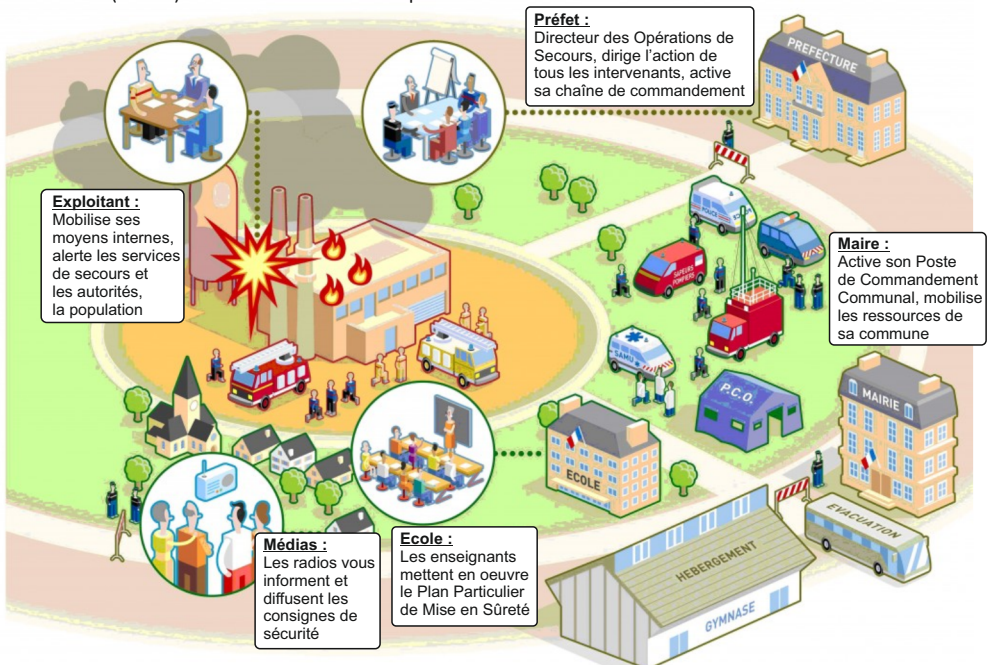 Préfet :
Directeur des Opérations de
Secours, dirige l'action de
tous les intervenants, active
sa chaîne de commandement
PREFECTURE
Exploitant :
Mobilise ses
moyens internes,
alerte les services
de secours et
les autorités,
la population
POLICE
SAPEURS
POMPIERS
Maire :
Active son Poste
de Commandement
Communal, mobilise
les ressources de
sa commune
SAMU
P.C.O.
MAIRIE
ECOLE
Médias :
Les radios vous
informent et
diffusent les
consignes de
sécurité
Ecole :
Les enseignants
mettent en oeuvre
le Plan Particulier
de Mise en Sûreté
HEBERGEMENT
GYMNASE
EVACUATION